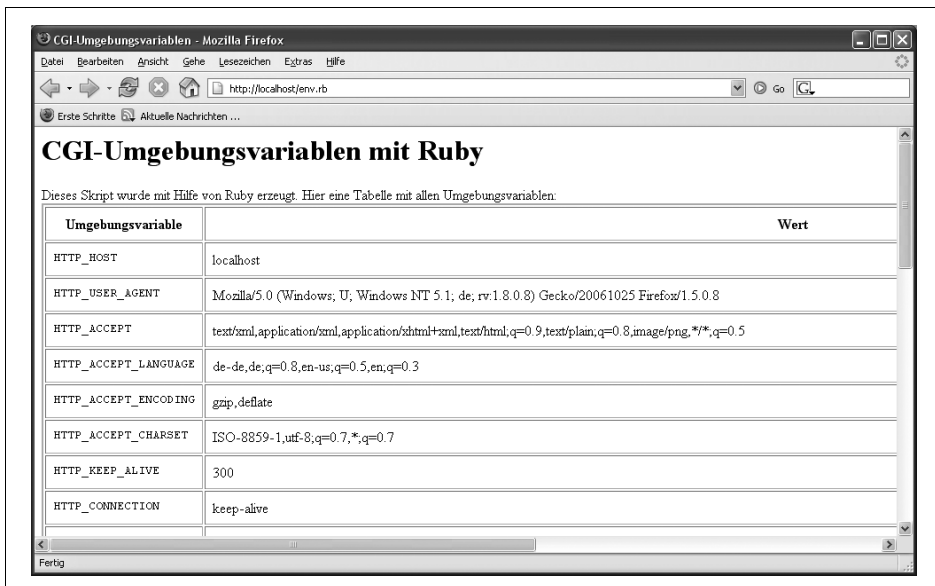 CGI-Umgebungsvariablen - Mozilla Firefox
Datei Bearbeiten Ansicht Gehe Lesezeichen Extras Hilfe
http://localhost/env.rb Go G
Erste Schritte Aktuelle Nachrichten ...
CGI-Umgebungsvariablen mit Ruby
Dieses Skript wurde mit Hilfe von Ruby erzeugt. Hier eine Tabelle mit allen Umgebungsvariablen:
Umgebungsvariable Wert
HTTP_HOST localhost
HTTP_USER_AGENT Mozilla/5.0 (Windows; U; Windows NT 5.1; de; rv:1.8.0.8) Gecko/20061025 Firefox/1.5.0.8
HTTP_ACCEPT text/xml,application/xml,application/xhtml+xml,text/html;q=0.9,text/plain;q=0.8,image/png,*/*;q=0.5
HTTP_ACCEPT_LANGUAGE de-de,de;q=0.8,en-us;q=0.5,en;q=0.3
HTTP_ACCEPT_ENCODING gzip,deflate
HTTP_ACCEPT_CHARSET ISO-8859-1,utf-8;q=0.7,*;q=0.7
HTTP_KEEP_ALIVE 300
HTTP_CONNECTION keep-alive
Fertig